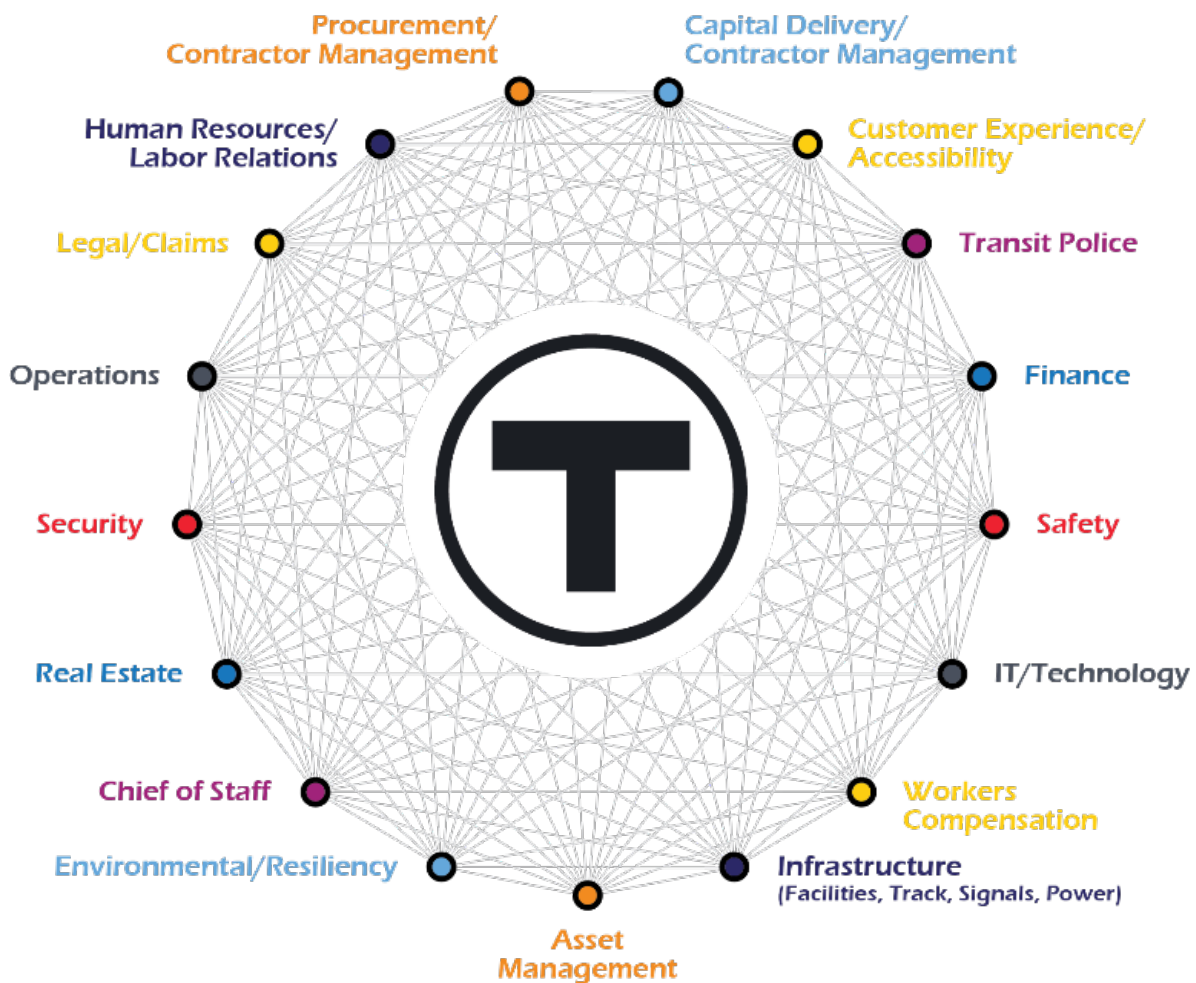 Procurement/
Contractor Management
Capital Delivery/
Contractor Management
Human Resources/
Labor Relations
Customer Experience/
Accessibility
Legal/Claims
Transit Police
Operations
Finance
T
Security
Safety
Real Estate
IT/Technology
Chief of Staff
Workers
Compensation
Environmental/Resiliency
Infrastructure
(Facilities, Track, Signals, Power)
Asset
Management